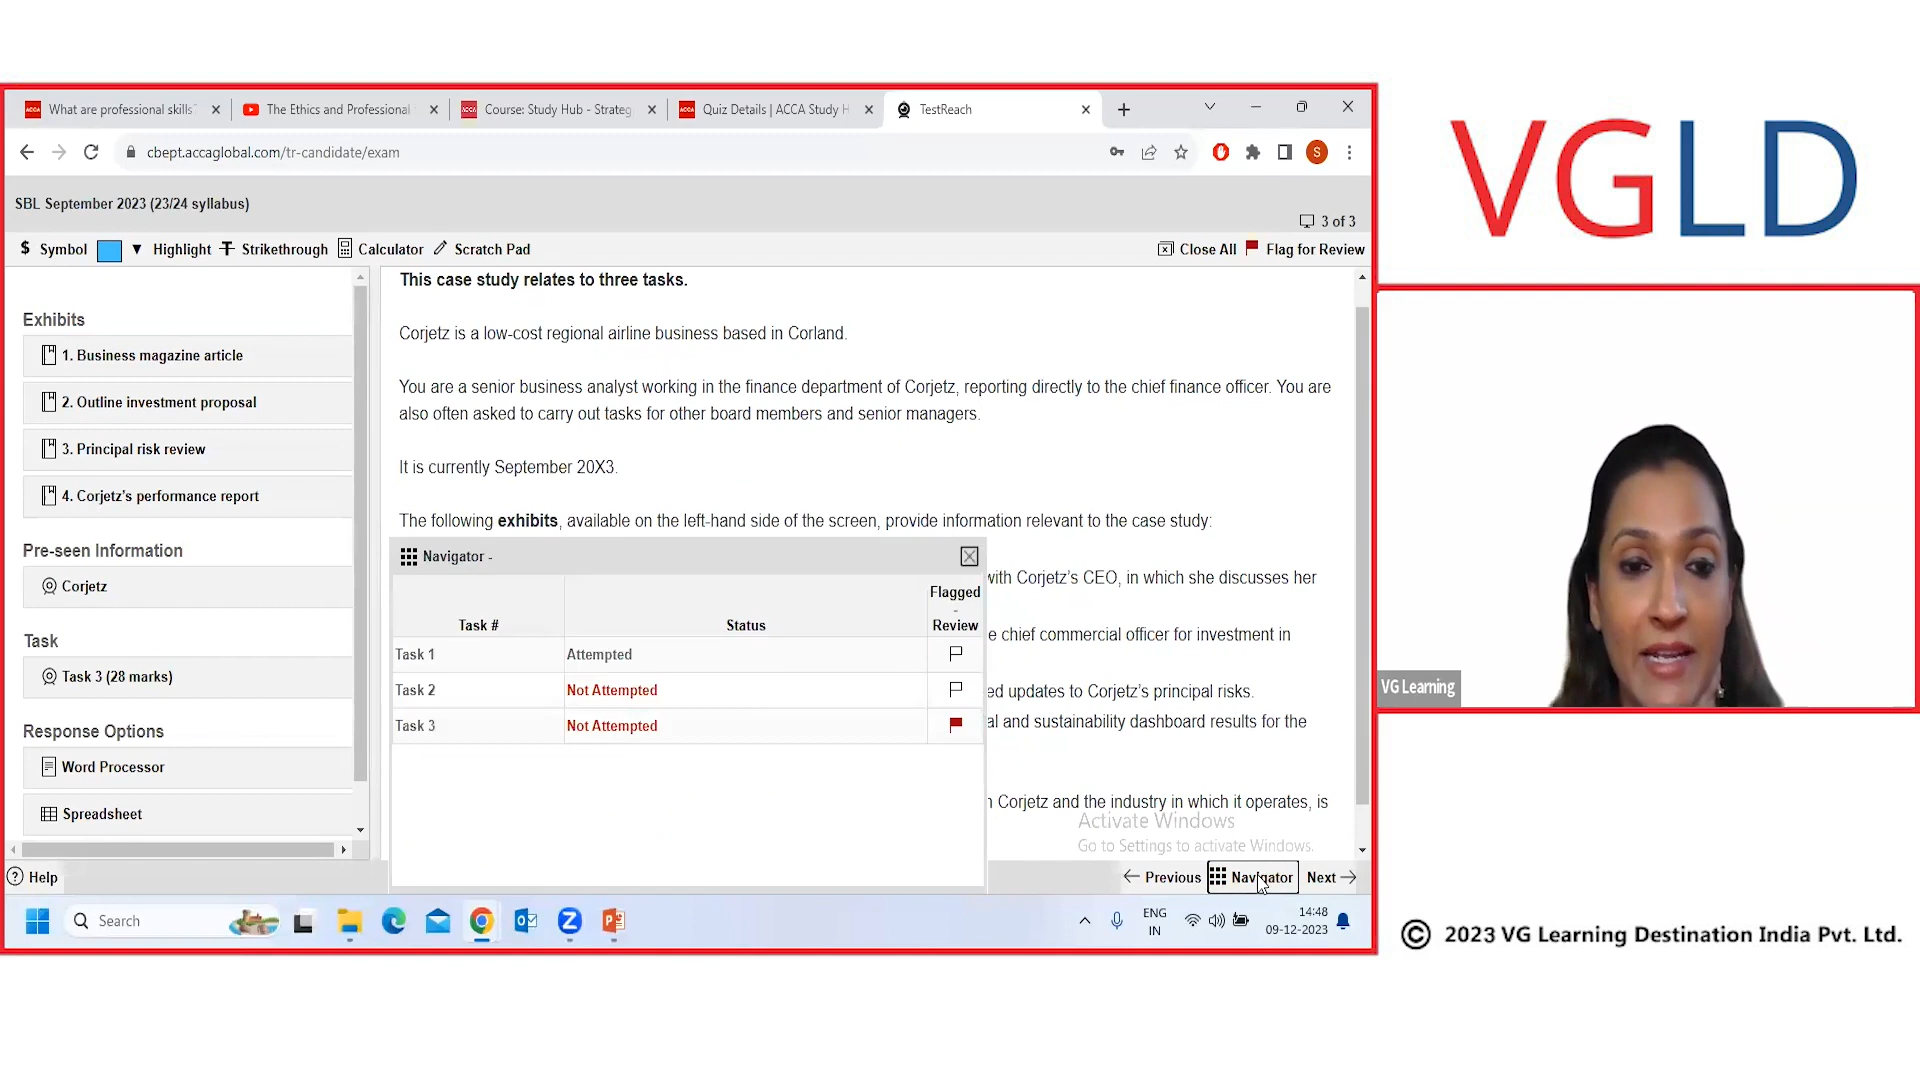 What are professional skills
The Ethics and Professional
Course: Study Hub - Strateg
Quiz Details | ACCA Study H
TestReach
cbept.accaglobal.com/tr-candidate/exam
S
SBL September 2023 (23/24 syllabus)
3 of 3
$ Symbol
Highlight
Strikethrough
Calculator
Scratch Pad
Close All
Flag for Review
Exhibits
1. Business magazine article
2. Outline investment proposal
3. Principal risk review
4. Corjetz's performance report
Pre-seen Information
Corjetz
Task
Task 3 (28 marks)
Response Options
Word Processor
Spreadsheet
Help
This case study relates to three tasks.
Corjetz is a low-cost regional airline business based in Corland.
You are a senior business analyst working in the finance department of Corjetz, reporting directly to the chief finance officer. You are
also often asked to carry out tasks for other board members and senior managers.
It is currently September 20X3.
The following exhibits, available on the left-hand side of the screen, provide information relevant to the case study:
with Corjetz's CEO, in which she discusses her
e chief commercial officer for investment in
ed updates to Corjetz's principal risks.
al and sustainability dashboard results for the
Corjetz and the industry in which it operates, is
Navigator -
Task # Status Flagged - Review
Task 1 Attempted
Task 2 Not Attempted
Task 3 Not Attempted
Activate Windows
Go to Settings to activate Windows.
Previous
Navigator
Next
Search
ENG
IN
14:48
09-12-2023
VGLD
VG Learning
© 2023 VG Learning Destination India Pvt. Ltd.